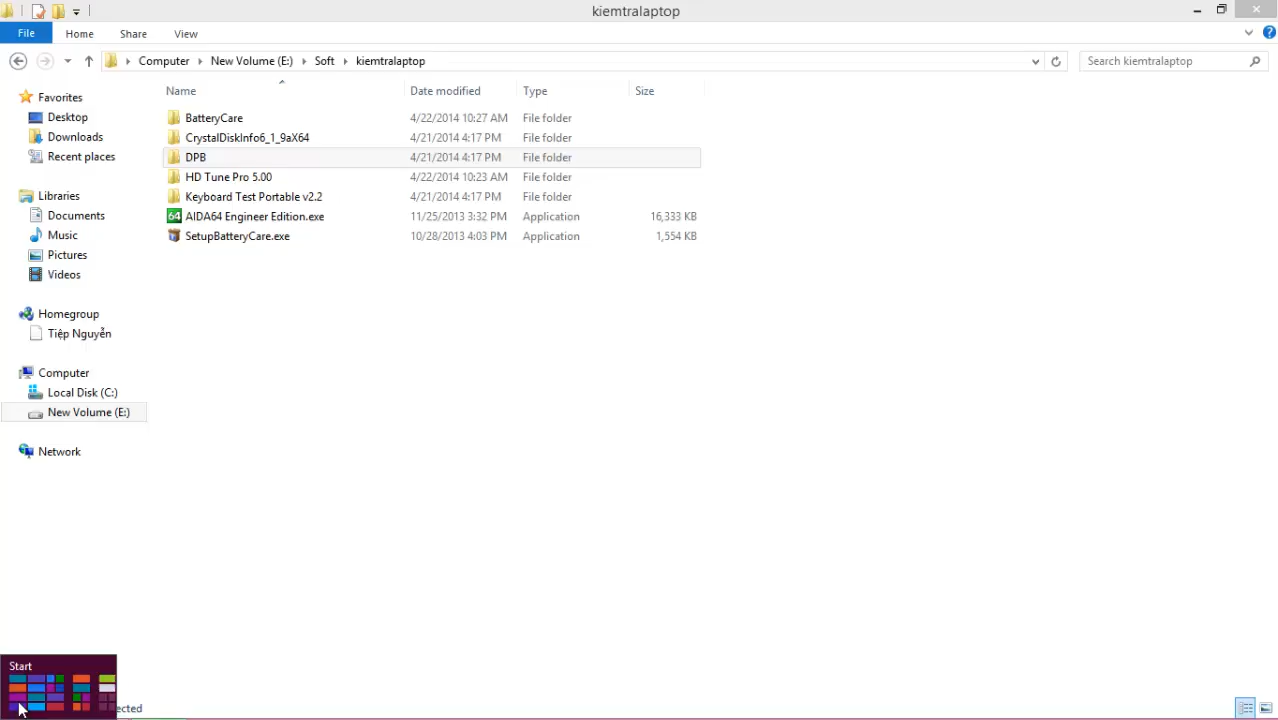 kiemtralaptop
File Home Share View
Computer New Volume (E:) Soft kiemtralaptop Search kiemtralaptop
Name Date modified Type Size
Favorites
Desktop
Downloads
Recent places
Libraries
Documents
Music
Pictures
Videos
Homegroup
Tiệp Nguyễn
Computer
Local Disk (C:)
New Volume (E:)
Network
BatteryCare 4/22/2014 10:27 AM File folder
CrystalDiskInfo6_1_9aX64 4/21/2014 4:17 PM File folder
DPB 4/21/2014 4:17 PM File folder
HD Tune Pro 5.00 4/22/2014 10:23 AM File folder
Keyboard Test Portable v2.2 4/21/2014 4:17 PM File folder
64 AIDA64 Engineer Edition.exe 11/25/2013 3:32 PM Application 16,333 KB
SetupBatteryCare.exe 10/28/2013 4:03 PM Application 1,554 KB
Start
ected